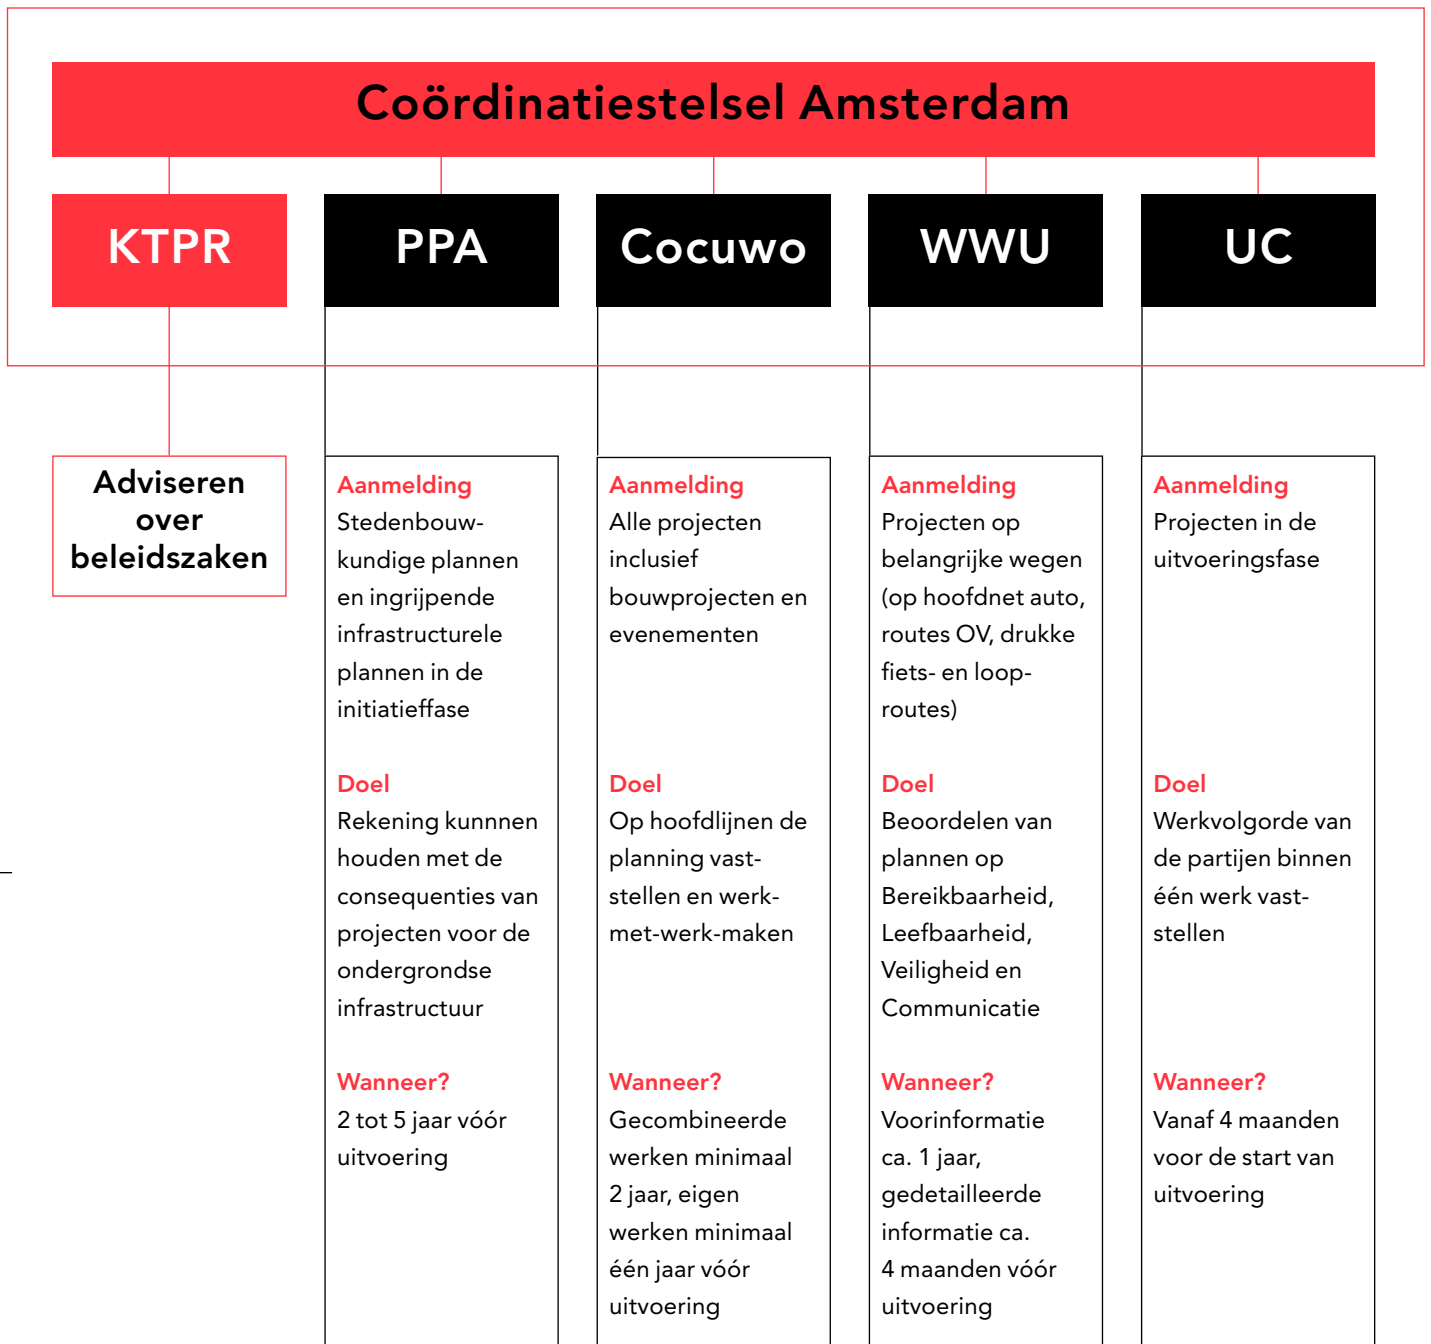 Coördinatiestelsel Amsterdam
KTPR
PPA
Cocuwo
WWU
UC
Adviseren
over
beleidszaken
Aanmelding
Stedenbouw-
kundige plannen
en ingrijpende
infrastructurele
plannen in de
initiatieffase
Doel
Rekening kunnnen
houden met de
consequenties van
projecten voor de
ondergrondse
infrastructuur
Wanneer?
2 tot 5 jaar vóór
uitvoering
Aanmelding
Alle projecten
inclusief
bouwprojecten en
evenementen
Doel
Op hoofdlijnen de
planning vast-
stellen en werk-
met-werk-maken
Wanneer?
Gecombineerde
werken minimaal
2 jaar, eigen
werken minimaal
één jaar vóór
uitvoering
Aanmelding
Projecten op
belangrijke wegen
(op hoofdnet auto,
routes OV, drukke
fiets- en loop-
routes)
Doel
Beoordelen van
plannen op
Bereikbaarheid,
Leefbaarheid,
Veiligheid en
Communicatie
Wanneer?
Voorinformatie
ca. 1 jaar,
gedetailleerde
informatie ca.
4 maanden vóór
uitvoering
Aanmelding
Projecten in de
uitvoeringsfase
Doel
Werkvolgorde van
de partijen binnen
één werk vast-
stellen
Wanneer?
Vanaf 4 maanden
voor de start van
uitvoering